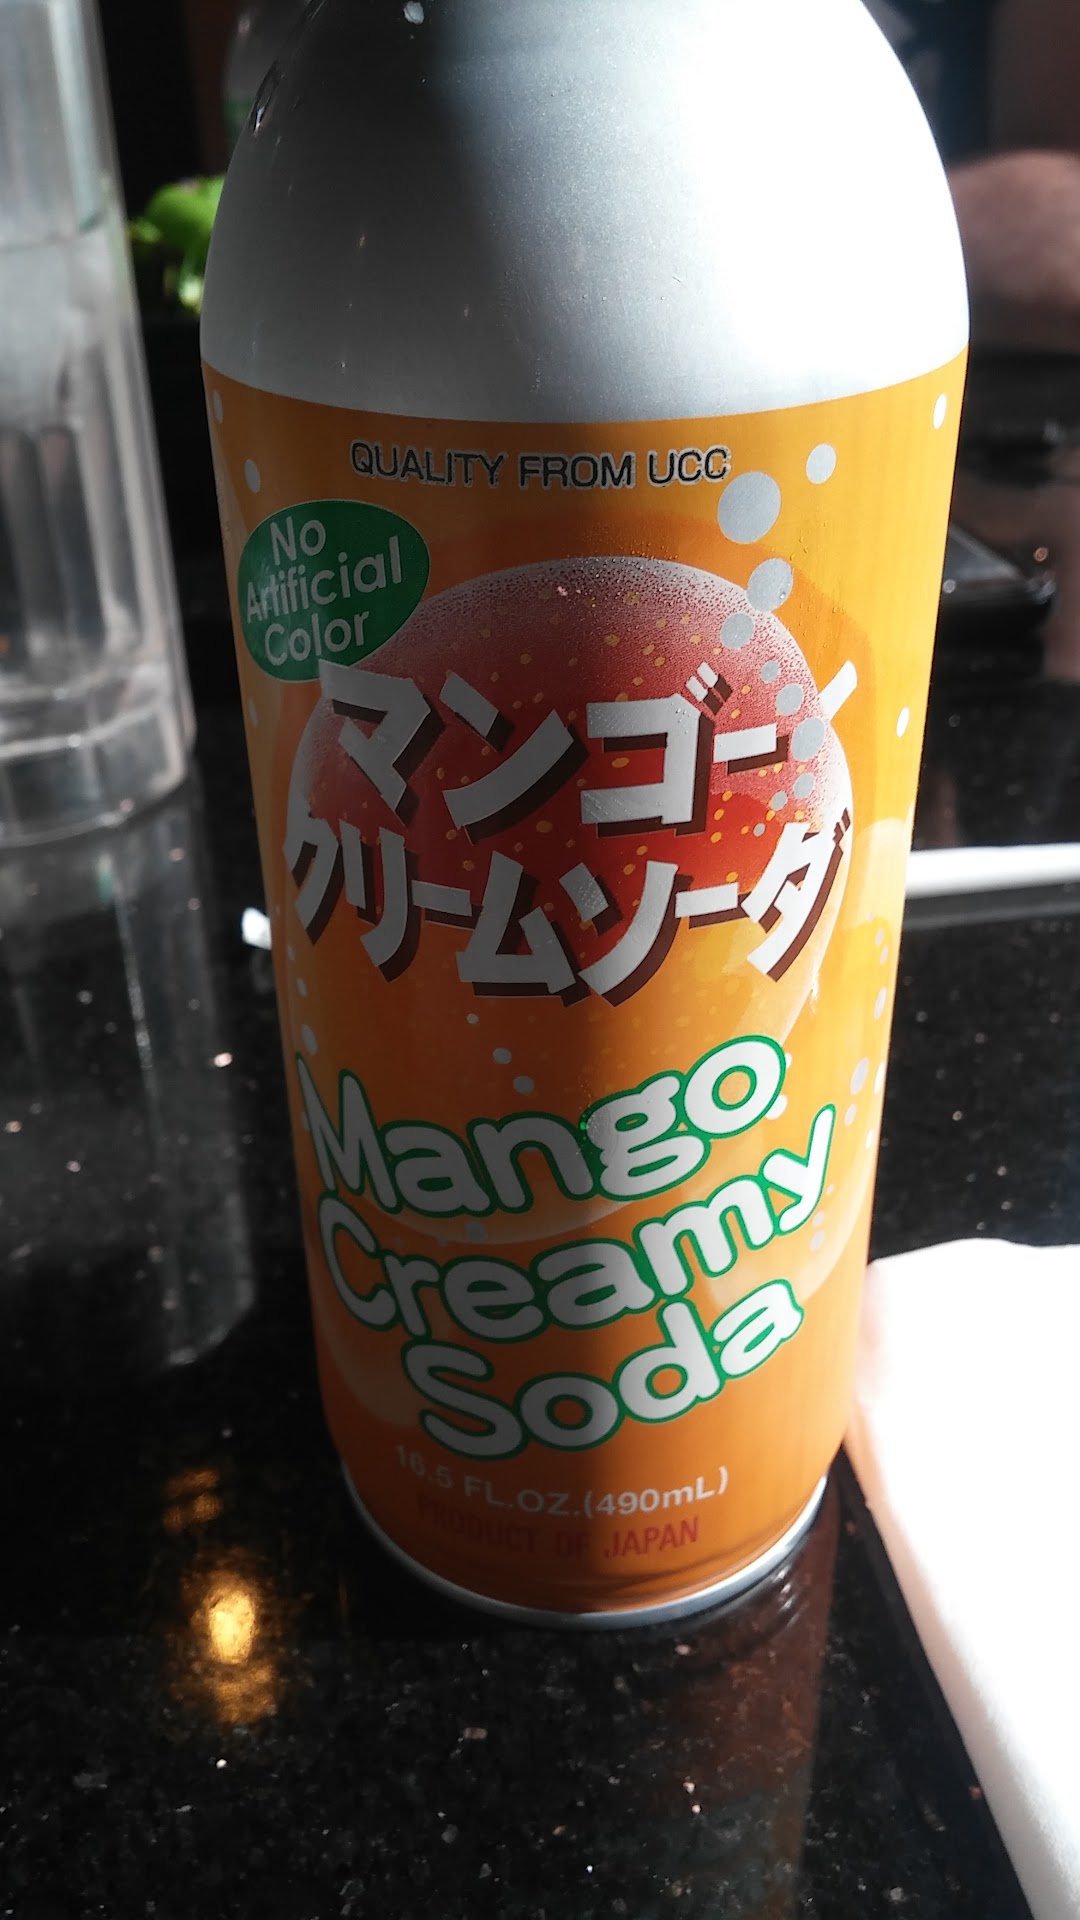 QUALITY FROM UCC
No
Artificial
Color
マンゴー
クリームソーダ
Mango
Creamy
Soda
16.5 FL.OZ.(490mL)
PRODUCT OF JAPAN